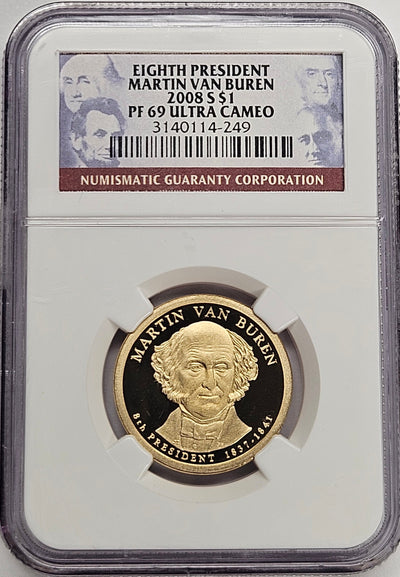 EIGHTH PRESIDENT
MARTIN VAN BUREN
2008 S $1
PF 69 ULTRA CAMEO
3140114-249
NUMISMATIC GUARANTY CORPORATION
MARTIN VAN BUREN
8th PRESIDENT 1837-1841